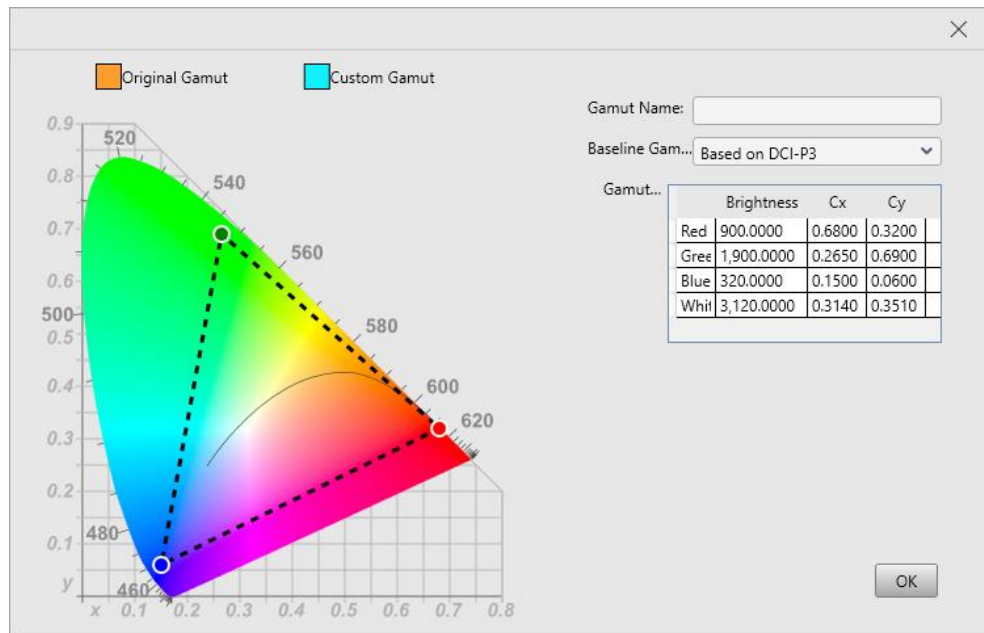 Original Gamut Custom Gamut
Gamut Name:
Baseline Gam... Based on DCI-P3
Gamut...
Brightness Cx Cy
Red 900.0000 0.6800 0.3200
Gree 1,900.0000 0.2650 0.6900
Blue 320.0000 0.1500 0.0600
Whit 3,120.0000 0.3140 0.3510
0.9
520
0.8
540
0.7
560
0.6
500
580
0.5
0.4
600
620
0.3
0.2
480
0.1
460
y
x 0.1 0.2 0.3 0.4 0.5 0.6 0.7 0.8
OK